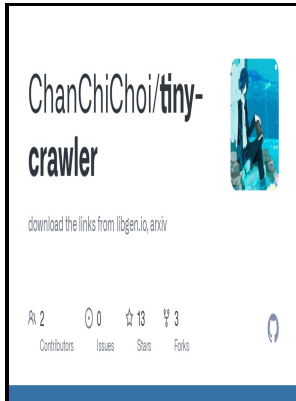 ChanChiChoi/tiny-
crawler
download the links from libgen.io, arxiv
2 0 13 3
Contributors Issues Stars Forks